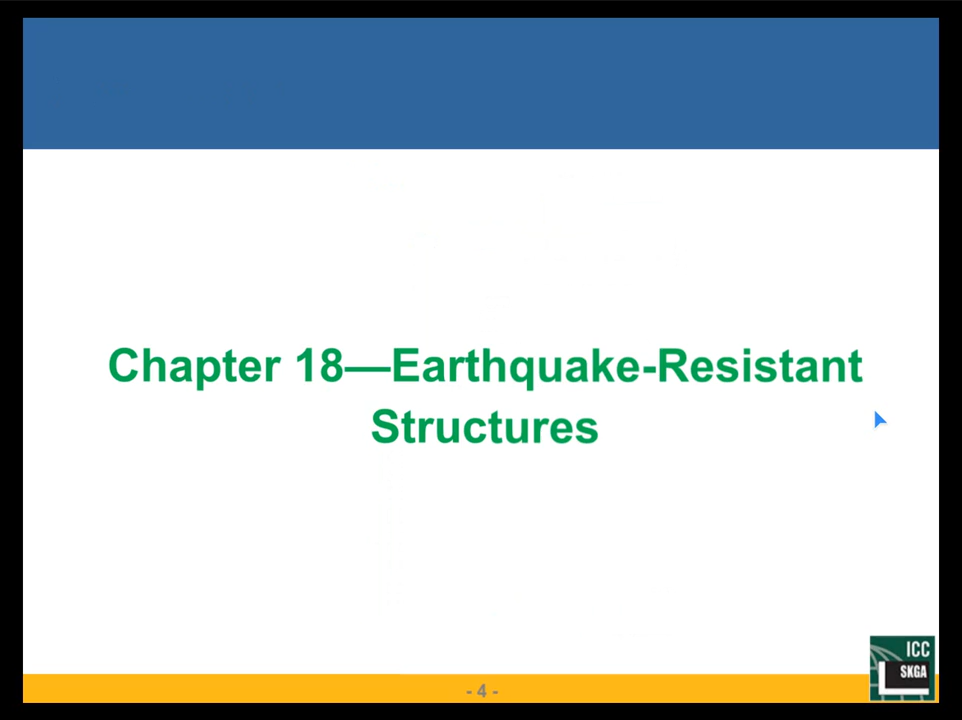 Chapter 18—Earthquake-Resistant
Structures
ICC
SKGA
- 4 -